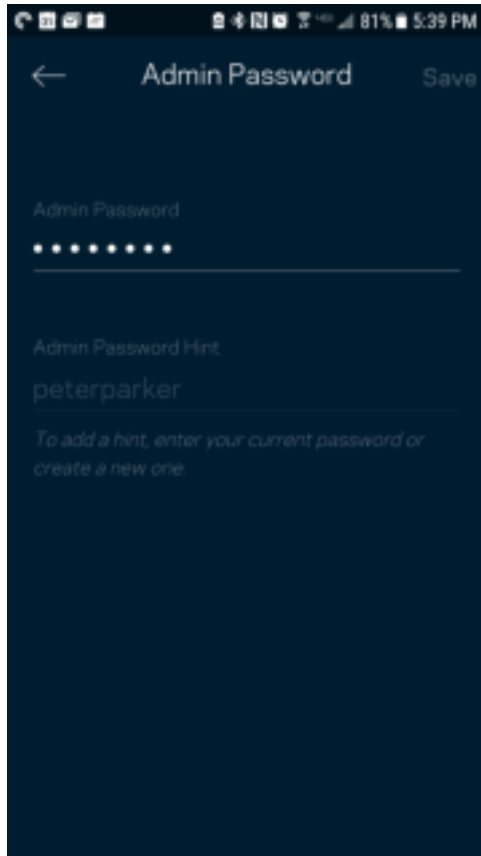 81% 5:39 PM
Admin Password Save
Admin Password
••••••••
Admin Password Hint
peterparker
To add a hint, enter your current password or
create a new one.